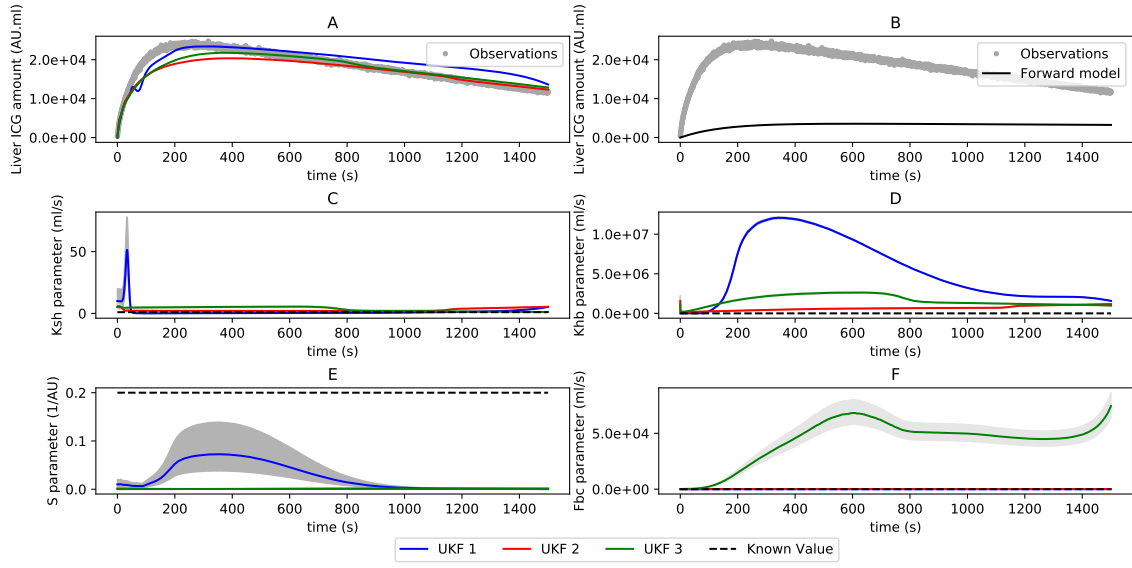 A
Liver ICG amount (AU.ml)
2.0e+04
1.0e+04
0.0e+00
Observations
0 200 400 600 800 1000 1200 1400
time (s)
B
Liver ICG amount (AU.ml)
2.0e+04
1.0e+04
0.0e+00
Observations
Forward model
0 200 400 600 800 1000 1200 1400
time (s)
C
Ksh parameter (ml/s)
50
0
0 200 400 600 800 1000 1200 1400
time (s)
D
Khb parameter (ml/s)
1.0e+07
5.0e+06
0.0e+00
0 200 400 600 800 1000 1200 1400
time (s)
E
S parameter (1/AU)
0.2
0.1
0.0
0 200 400 600 800 1000 1200 1400
time (s)
F
Fbc parameter (ml/s)
5.0e+04
0.0e+00
0 200 400 600 800 1000 1200 1400
time (s)
UKF 1 UKF 2 UKF 3 Known Value